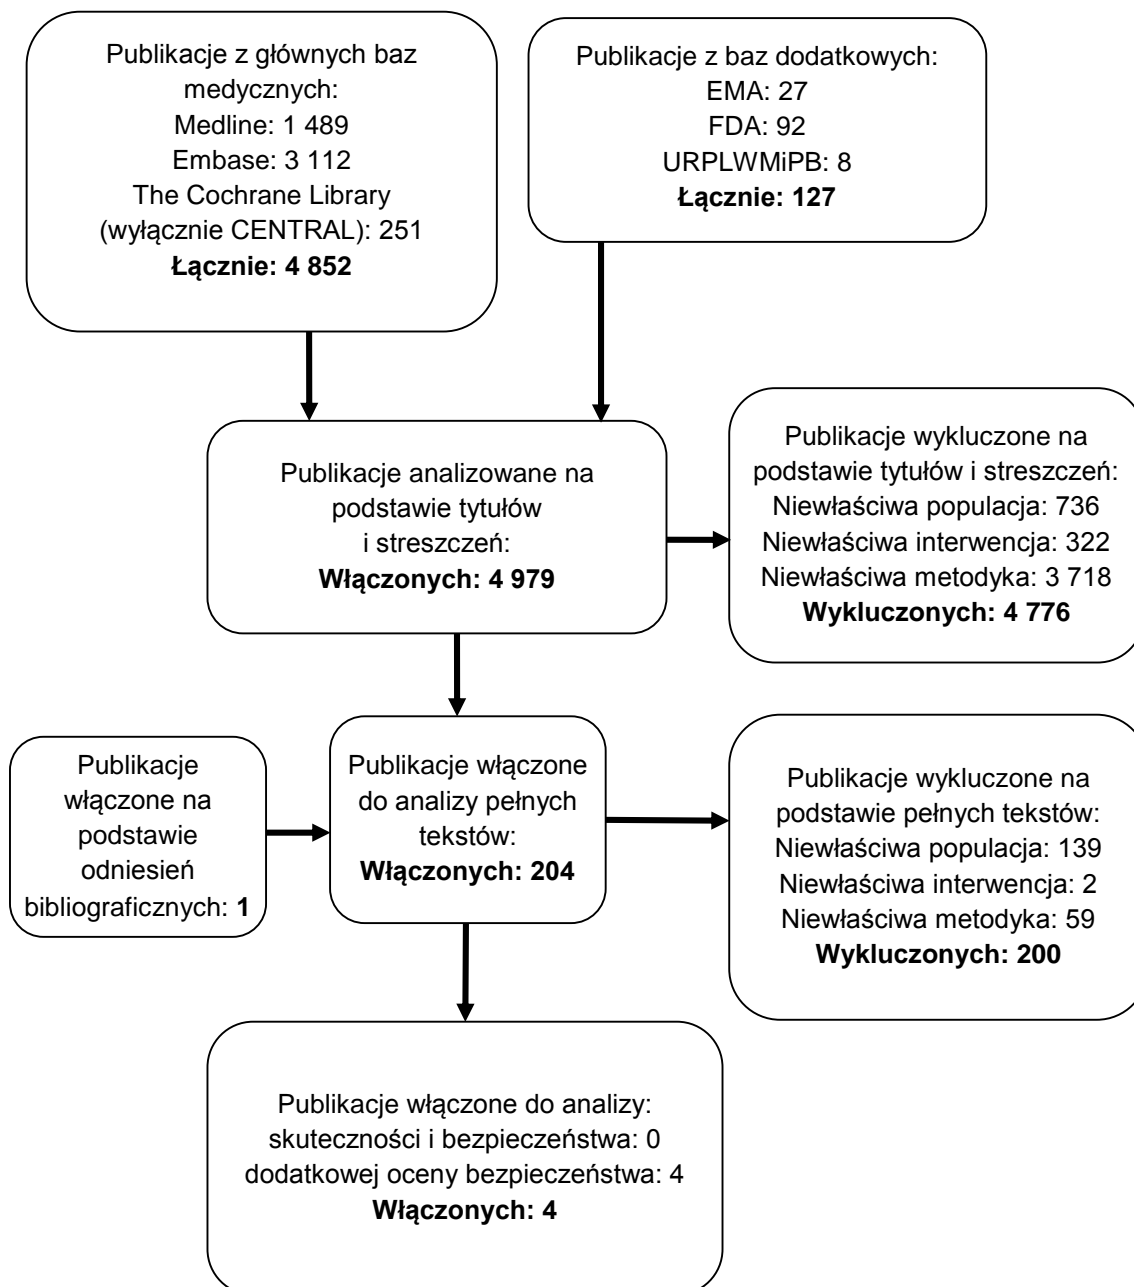 Publikacje z głównych baz
medycznych:
Medline: 1 489
Embase: 3 112
The Cochrane Library
(wyłącznie CENTRAL): 251
Łącznie: 4 852
Publikacje z baz dodatkowych:
EMA: 27
FDA: 92
URPLWMiPB: 8
Łącznie: 127
Publikacje analizowane na
podstawie tytułów
i streszczeń:
Włączonych: 4 979
Publikacje wykluczone na
podstawie tytułów i streszczeń:
Niewłaściwa populacja: 736
Niewłaściwa interwencja: 322
Niewłaściwa metodyka: 3 718
Wykluczonych: 4 776
Publikacje
włączone na
podstawie
odniesień
bibliograficznych: 1
Publikacje włączone
do analizy pełnych
tekstów:
Włączonych: 204
Publikacje wykluczone na
podstawie pełnych tekstów:
Niewłaściwa populacja: 139
Niewłaściwa interwencja: 2
Niewłaściwa metodyka: 59
Wykluczonych: 200
Publikacje włączone do analizy:
skuteczności i bezpieczeństwa: 0
dodatkowej oceny bezpieczeństwa: 4
Włączonych: 4